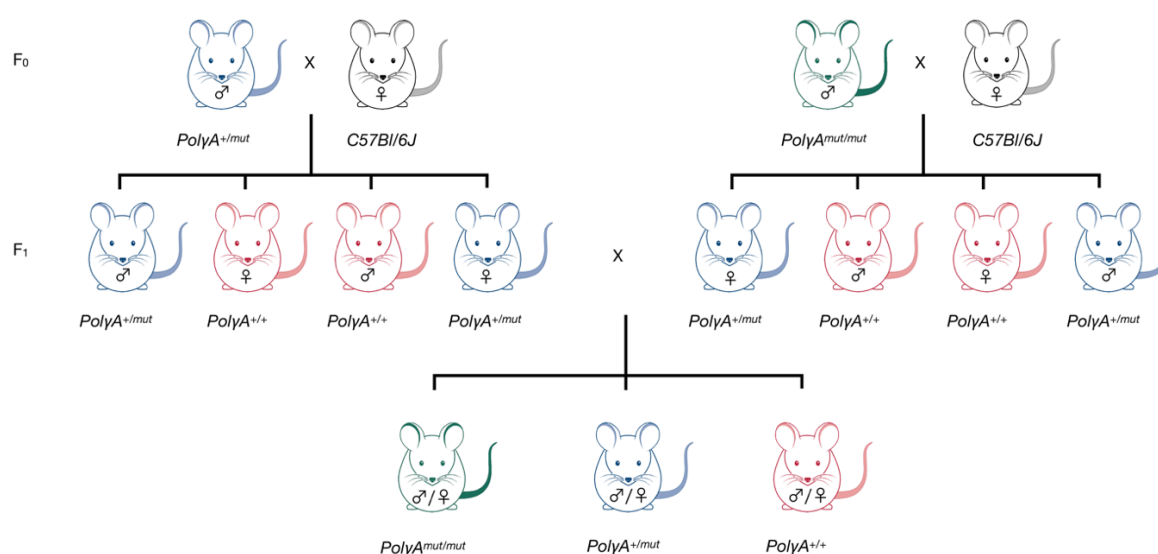 F₀
♂ X ♀ ♂ X ♀
PolγA⁺/ᵐᵘᵗ C57Bl/6J PolγAᵐᵘᵗ/ᵐᵘᵗ C57Bl/6J
F₁
♂ ♀ ♂ ♀ X ♀ ♂ ♀ ♂
PolγA⁺/ᵐᵘᵗ PolγA⁺/⁺ PolγA⁺/⁺ PolγA⁺/ᵐᵘᵗ PolγA⁺/ᵐᵘᵗ PolγA⁺/⁺ PolγA⁺/⁺ PolγA⁺/ᵐᵘᵗ
♂/♀ ♂/♀ ♂/♀
PolγAᵐᵘᵗ/ᵐᵘᵗ PolγA⁺/ᵐᵘᵗ PolγA⁺/⁺